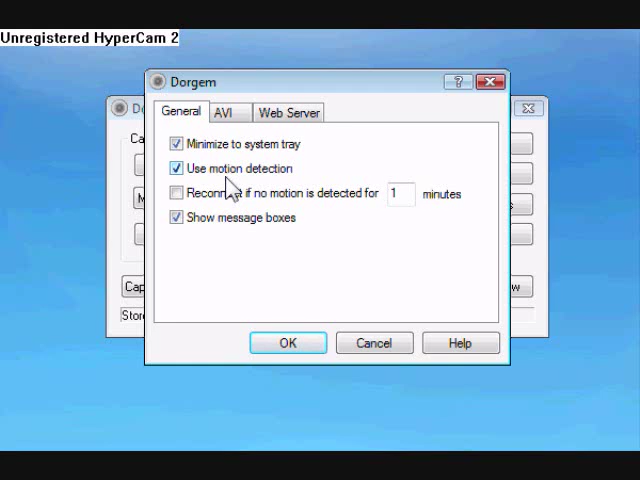 Unregistered HyperCam 2
Dorgem
General
AVI
Web Server
Minimize to system tray
Use motion detection
if no motion is detected for 1 minutes
Show message boxes
OK
Cancel
Help